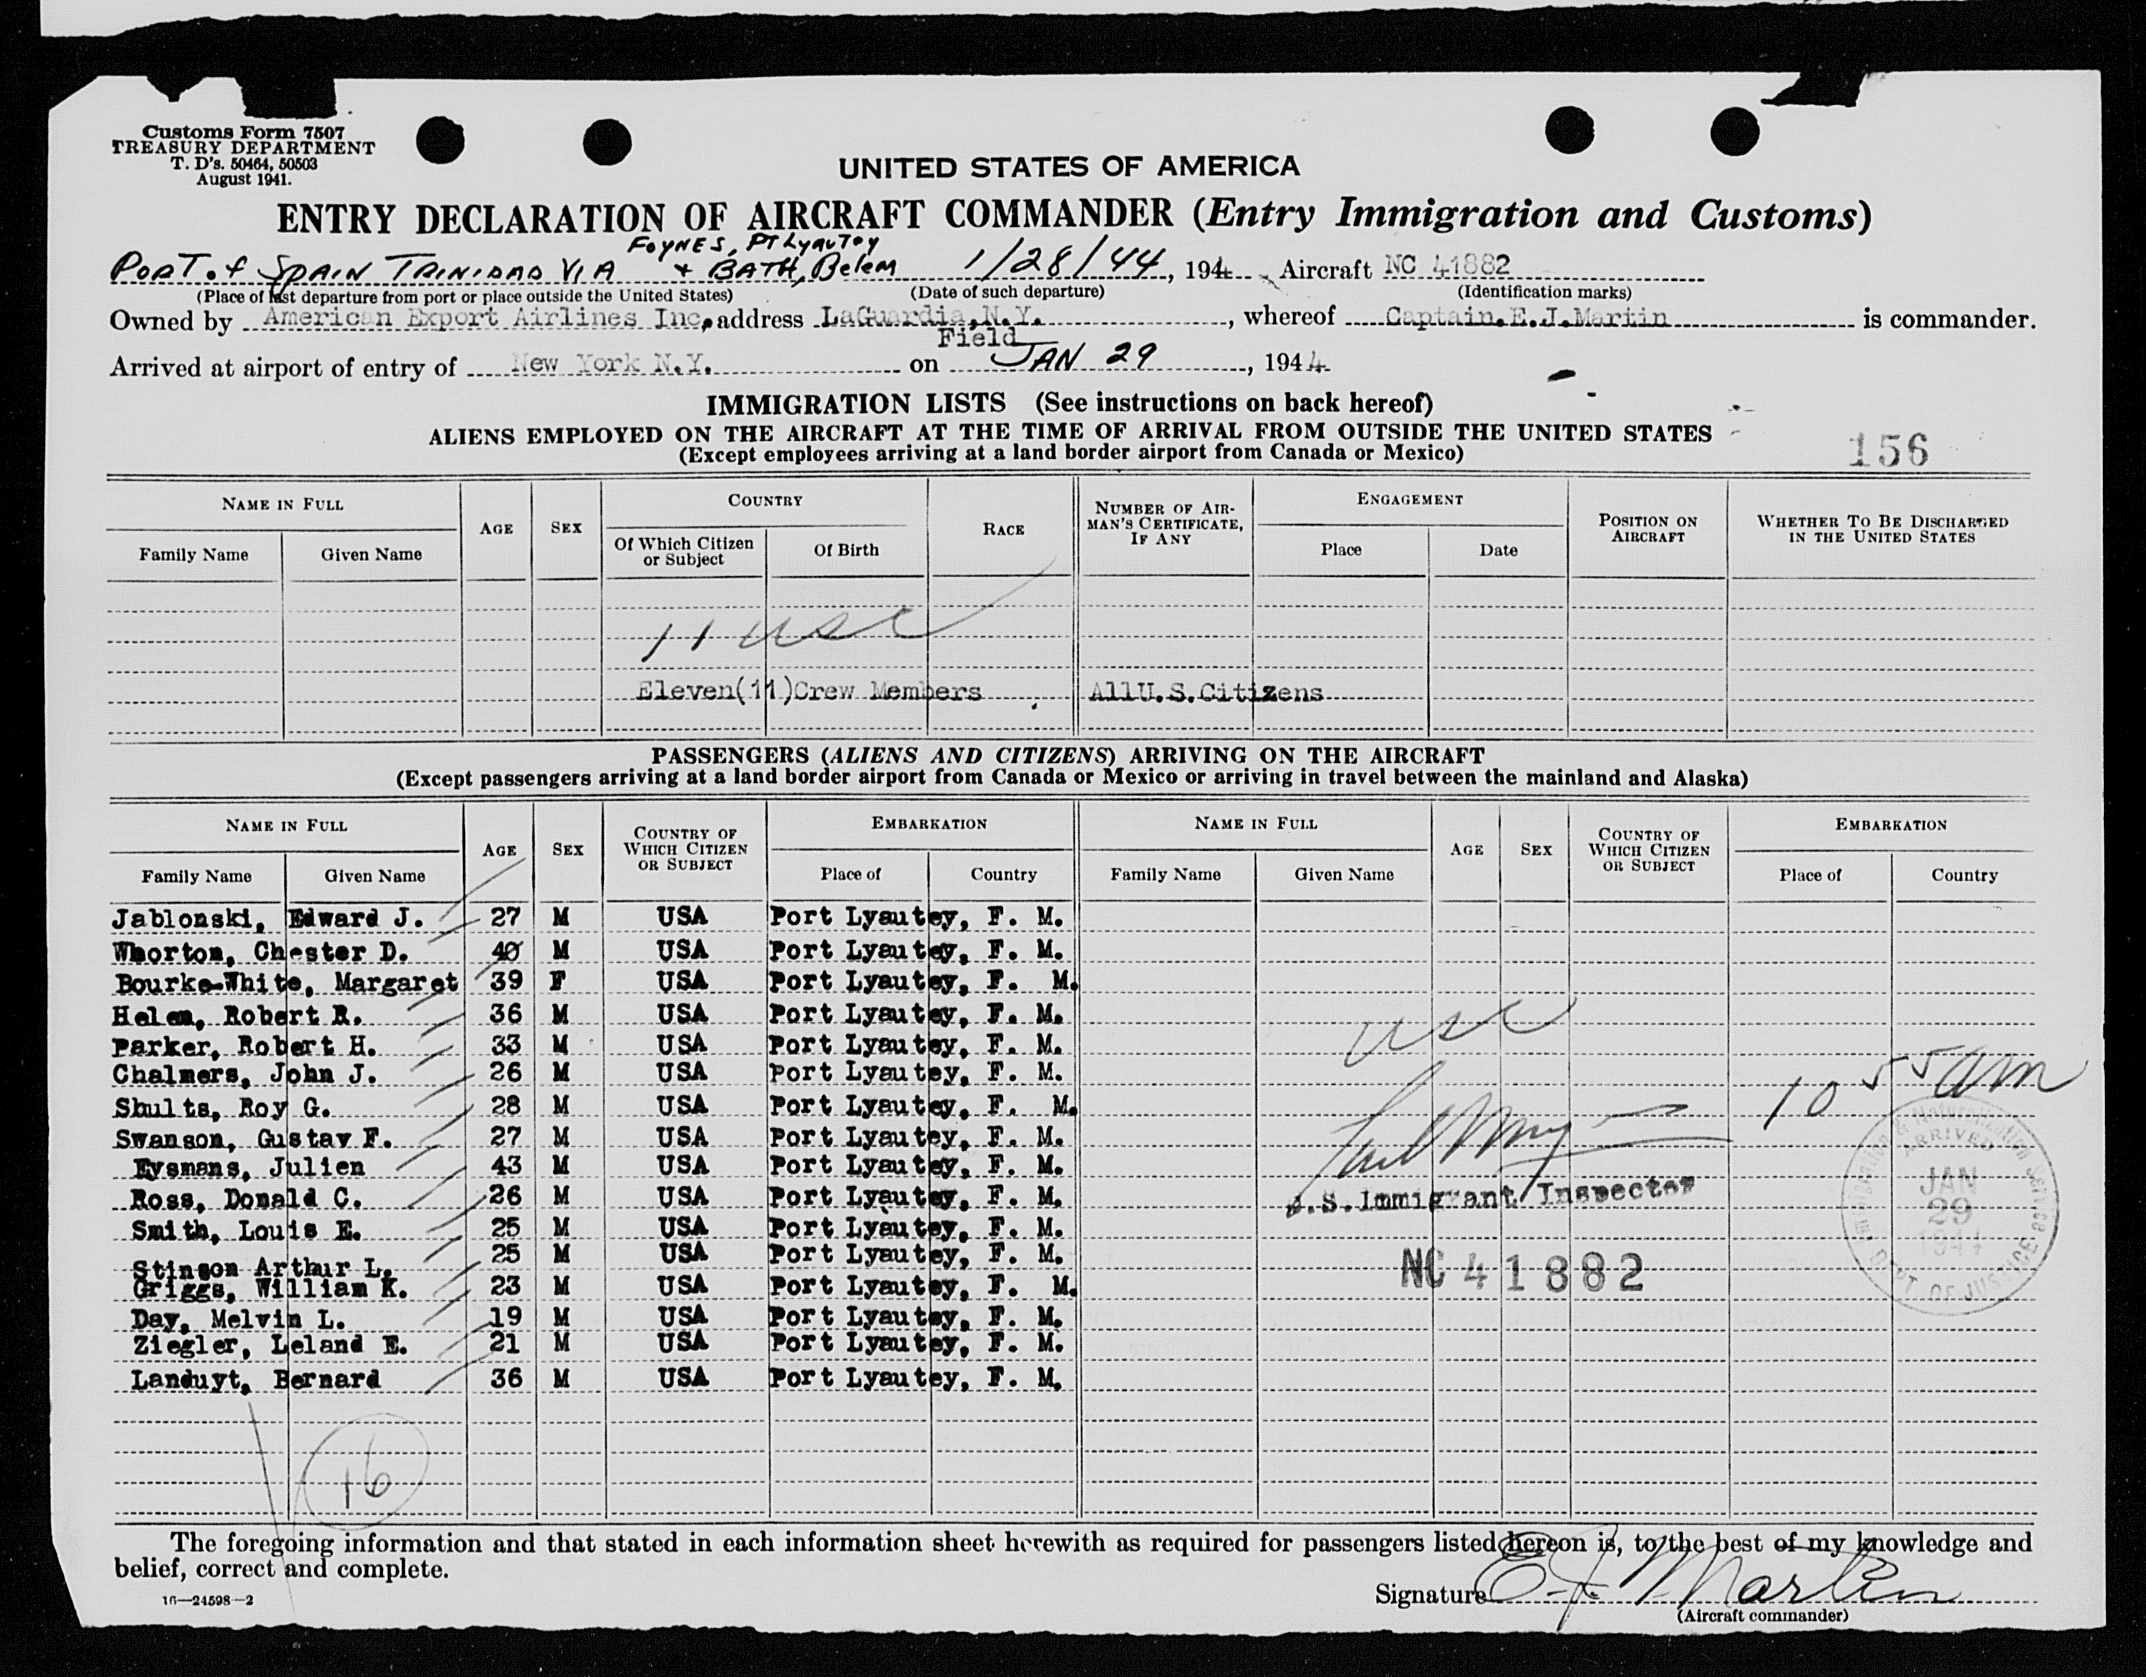 Customs Form 7507
TREASURY DEPARTMENT
T. D's. 50464, 50503
August 1941.
UNITED STATES OF AMERICA
ENTRY DECLARATION OF AIRCRAFT COMMANDER (Entry Immigration and Customs)
FOYNES, PT LyAUTEY
PORT of SPAIN TRINIDAD VIA + BATH, Belem 1/28/44, 1944 Aircraft NC 41882
(Place of last departure from port or place outside the United States) (Date of such departure) (Identification marks)
Owned by American Export Airlines Inc, address LaGuardia, N.Y. , whereof Captain. E. J. Martin is commander.
Field
Arrived at airport of entry of New York N.Y. on JAN 29, 1944
IMMIGRATION LISTS (See instructions on back hereof)
ALIENS EMPLOYED ON THE AIRCRAFT AT THE TIME OF ARRIVAL FROM OUTSIDE THE UNITED STATES
(Except employees arriving at a land border airport from Canada or Mexico)
156
NAME IN FULL AGE SEX COUNTRY RACE NUMBER OF AIRMAN'S CERTIFICATE, IF ANY ENGAGEMENT POSITION ON AIRCRAFT WHETHER TO BE DISCHARGED IN THE UNITED STATES
Family Name Given Name Of Which Citizen or Subject Of Birth Place Date
11 usc
Eleven(11)Crew Members AllU.S.Citizens
PASSENGERS (ALIENS AND CITIZENS) ARRIVING ON THE AIRCRAFT
(Except passengers arriving at a land border airport from Canada or Mexico or arriving in travel between the mainland and Alaska)
NAME IN FULL AGE SEX COUNTRY OF WHICH CITIZEN OR SUBJECT EMBARKATION NAME IN FULL AGE SEX COUNTRY OF WHICH CITIZEN OR SUBJECT EMBARKATION
Family Name Given Name Place of Country Family Name Given Name Place of Country
Jablonski, Edward J. 27 M USA Port Lyautey, F. M.
Whorton, Chester D. 40 M USA Port Lyautey, F. M.
Bourke-White, Margaret 39 F USA Port Lyautey, F. M.
Helen, Robert R. 36 M USA Port Lyautey, F. M.
Parker, Robert H. 33 M USA Port Lyautey, F. M.
Chalmers, John J. 26 M USA Port Lyautey, F. M.
Shults, Roy G. 28 M USA Port Lyautey, F. M.
Swanson, Gustav F. 27 M USA Port Lyautey, F. M.
Eysmans, Julien 43 M USA Port Lyautey, F. M.
Ross, Donald C. 26 M USA Port Lyautey, F. M.
Smith, Louis E. 25 M USA Port Lyautey, F. M.
Stinson Arthur L. 25 M USA Port Lyautey, F. M.
Griggs, William K. 23 M USA Port Lyautey, F. M.
Day, Melvin L. 19 M USA Port Lyautey, F. M.
Ziegler, Leland E. 21 M USA Port Lyautey, F. M.
Landuyt, Bernard 36 M USA Port Lyautey, F. M.
usc
10 55 am
U.S. Immigrant Inspector
NC 41882
Immigration & Naturalization Service
ARRIVED
JAN
29
1944
DEPT. OF JUSTICE
16
The foregoing information and that stated in each information sheet herewith as required for passengers listed hereon is, to the best of my knowledge and
belief, correct and complete.
16—24598—2
Signature E J Martin
(Aircraft commander)